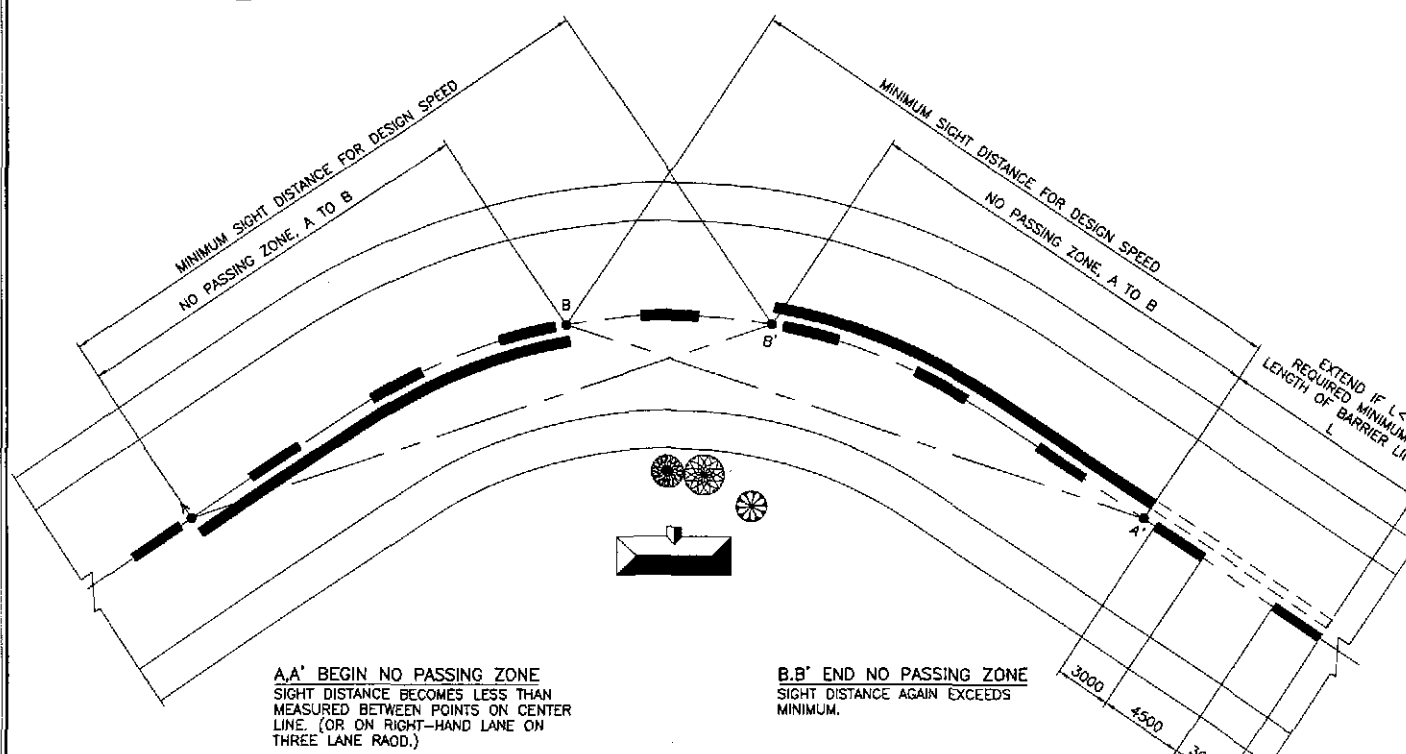 MINIMUM SIGHT DISTANCE FOR DESIGN SPEED
NO PASSING ZONE, A TO B
MINIMUM SIGHT DISTANCE FOR DESIGN SPEED
NO PASSING ZONE, A TO B
EXTEND IF L<
REQUIRED MINIMUM
LENGTH OF BARRIER
L
B
B'
A'
3000
4500
A,A' BEGIN NO PASSING ZONE
SIGHT DISTANCE BECOMES LESS THAN
MEASURED BETWEEN POINTS ON CENTER
LINE. (OR ON RIGHT-HAND LANE ON
THREE LANE RAOD.)
B.B' END NO PASSING ZONE
SIGHT DISTANCE AGAIN EXCEEDS
MINIMUM.